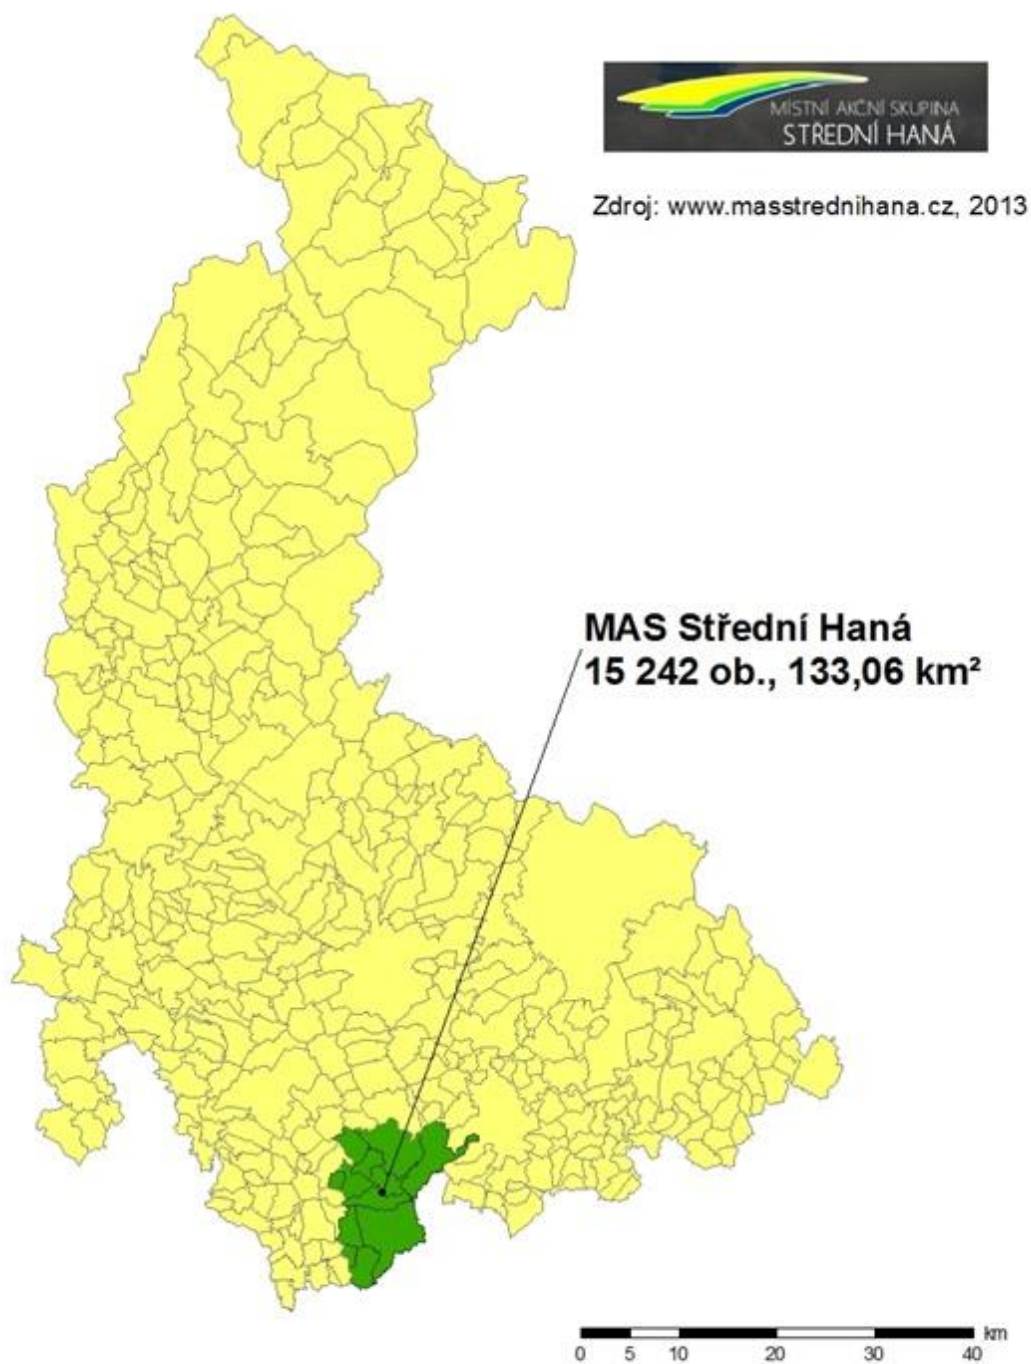 MÍSTNÍ AKČNÍ SKUPINA
STŘEDNÍ HANÁ
Zdroj: www.masstrednihana.cz, 2013
MAS Střední Haná
15 242 ob., 133,06 km²
km
0 5 10 20 30 40